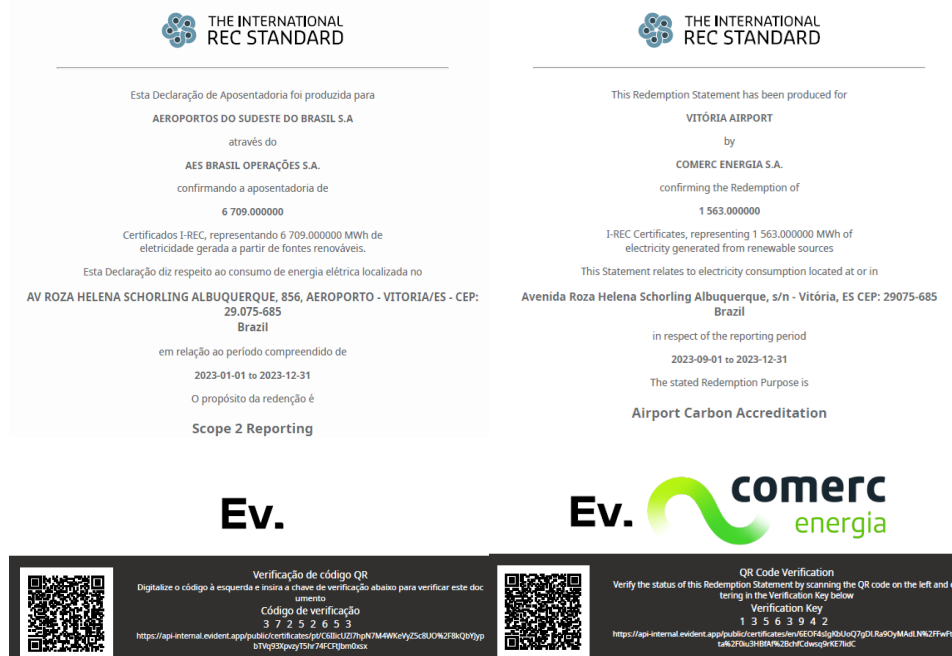 THE INTERNATIONAL
REC STANDARD
Esta Declaração de Aposentadoria foi produzida para
AEROPORTOS DO SUDESTE DO BRASIL S.A
através do
AES BRASIL OPERAÇÕES S.A.
confirmando a aposentadoria de
6 709.000000
Certificados I-REC, representando 6 709.000000 MWh de
eletricidade gerada a partir de fontes renováveis.
Esta Declaração diz respeito ao consumo de energia elétrica localizada no
AV ROZA HELENA SCHORLING ALBUQUERQUE, 856, AEROPORTO - VITORIA/ES - CEP:
29.075-685
Brazil
em relação ao período compreendido de
2023-01-01 to 2023-12-31
O propósito da redenção é
Scope 2 Reporting
Ev.
Verificação de código QR
Digitalize o código à esquerda e insira a chave de verificação abaixo para verificar este doc
umento
Código de verificação
3 7 2 5 2 6 5 3
THE INTERNATIONAL
REC STANDARD
This Redemption Statement has been produced for
VITÓRIA AIRPORT
by
COMERC ENERGIA S.A.
confirming the Redemption of
1 563.000000
I-REC Certificates, representing 1 563.000000 MWh of
electricity generated from renewable sources
This Statement relates to electricity consumption located at or in
Avenida Roza Helena Schorling Albuquerque, s/n - Vitória, ES CEP: 29075-685
Brazil
in respect of the reporting period
2023-09-01 to 2023-12-31
The stated Redemption Purpose is
Airport Carbon Accreditation
Ev.
comerc
energia
QR Code Verification
Verify the status of this Redemption Statement by scanning the QR code on the left and e
tering in the Verification Key below
Verification Key
1 3 5 6 3 9 4 2